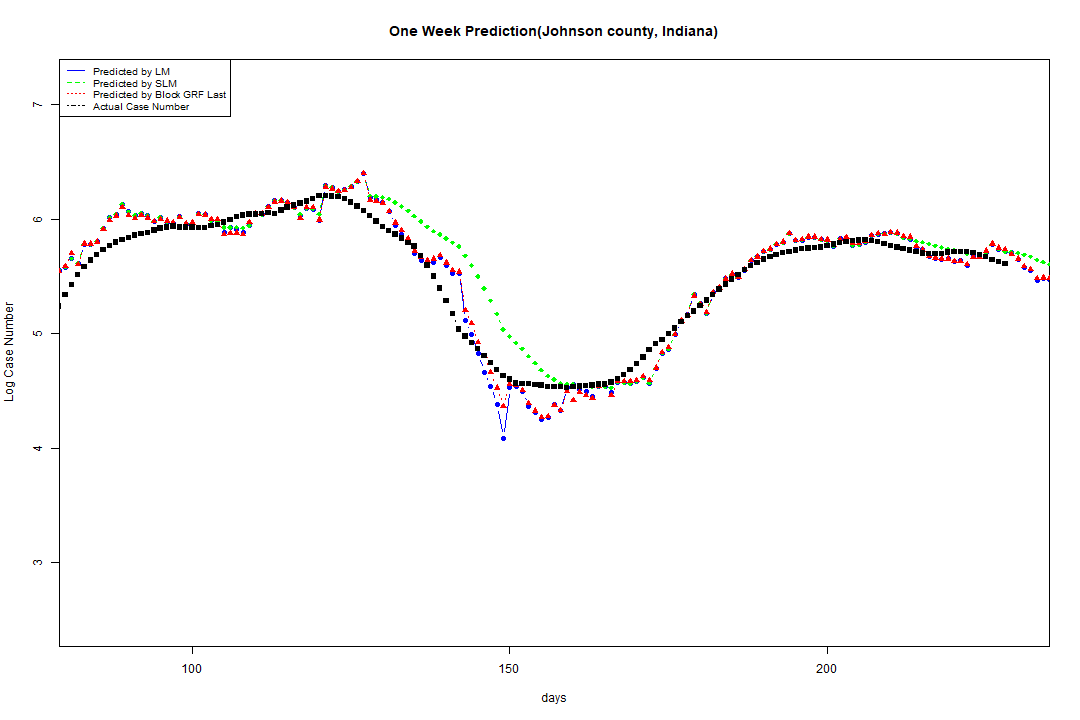 One Week Prediction(Johnson county, Indiana)
Predicted by LM
Predicted by SLM
Predicted by Block GRF Last
Actual Case Number
7
6
5
4
3
Log Case Number
100
150
200
days